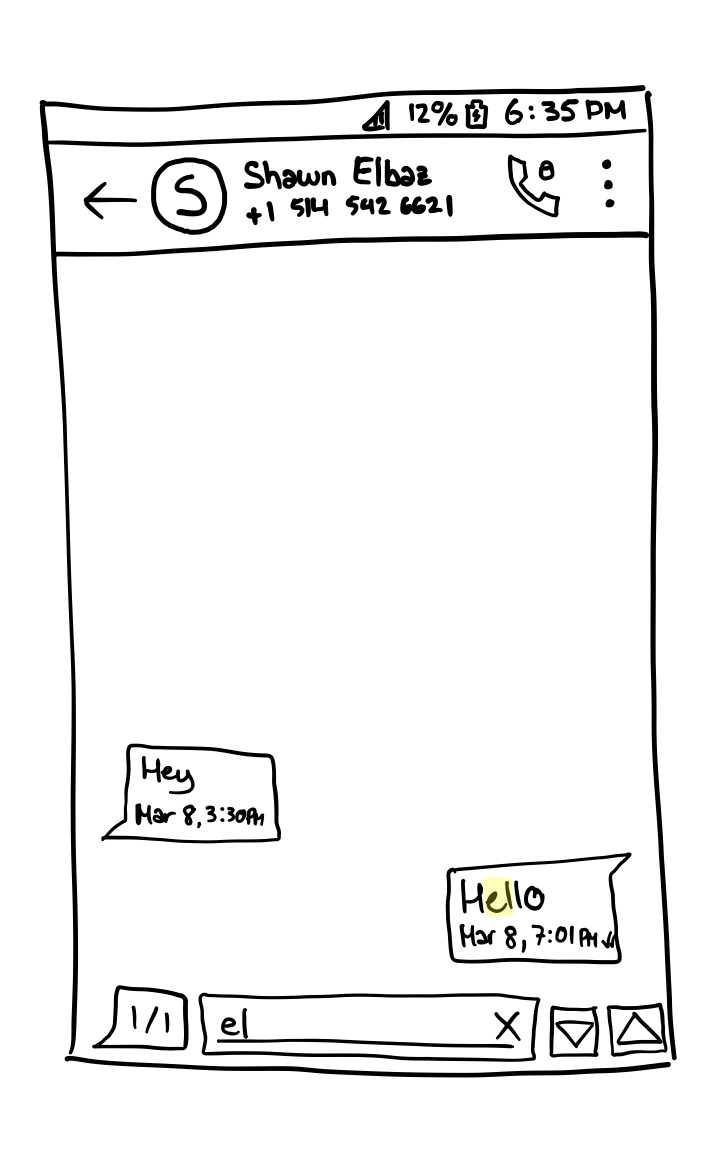 12% 6:35 PM
S
Shawn Elbaz
+1 514 542 6621
Hey
Mar 8, 3:30PM
Hello
Mar 8, 7:01PM
1/1
el X